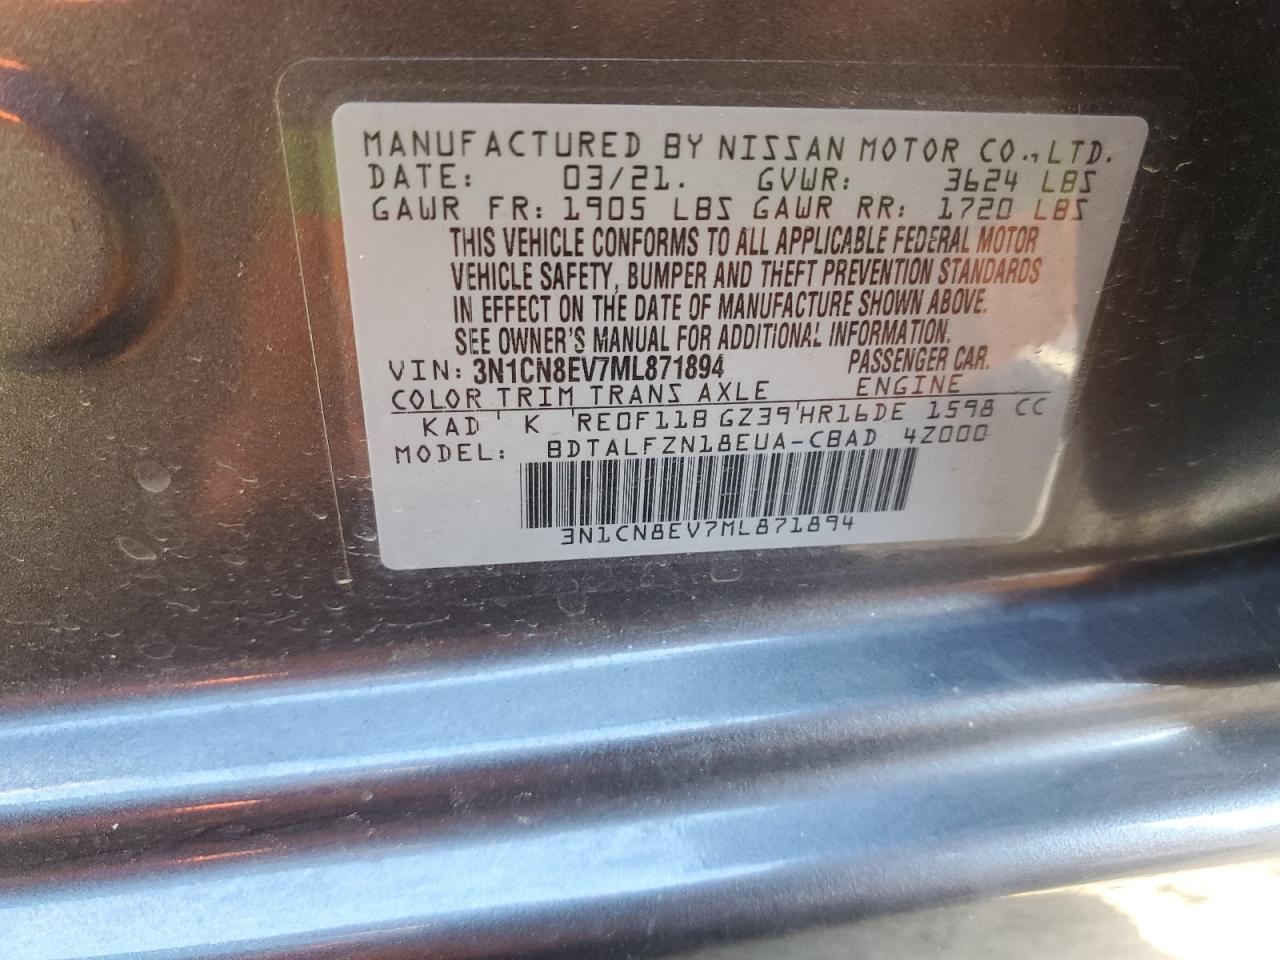 MANUFACTURED BY NISSAN MOTOR CO., LTD.
DATE: 03/21. GVWR: 3624 LBS
GAWR FR: 1905 LBS GAWR RR: 1720 LBS
THIS VEHICLE CONFORMS TO ALL APPLICABLE FEDERAL MOTOR
VEHICLE SAFETY, BUMPER AND THEFT PREVENTION STANDARDS
IN EFFECT ON THE DATE OF MANUFACTURE SHOWN ABOVE.
SEE OWNER'S MANUAL FOR ADDITIONAL INFORMATION.
VIN: 3N1CN8EV7ML871894 PASSENGER CAR.
COLOR TRIM TRANS AXLE ENGINE
KAD K RE0F11B GZ39 HR16DE 1598 CC
MODEL: BDTALFZN18EUA-CBAD 4Z000
3N1CN8EV7ML871894